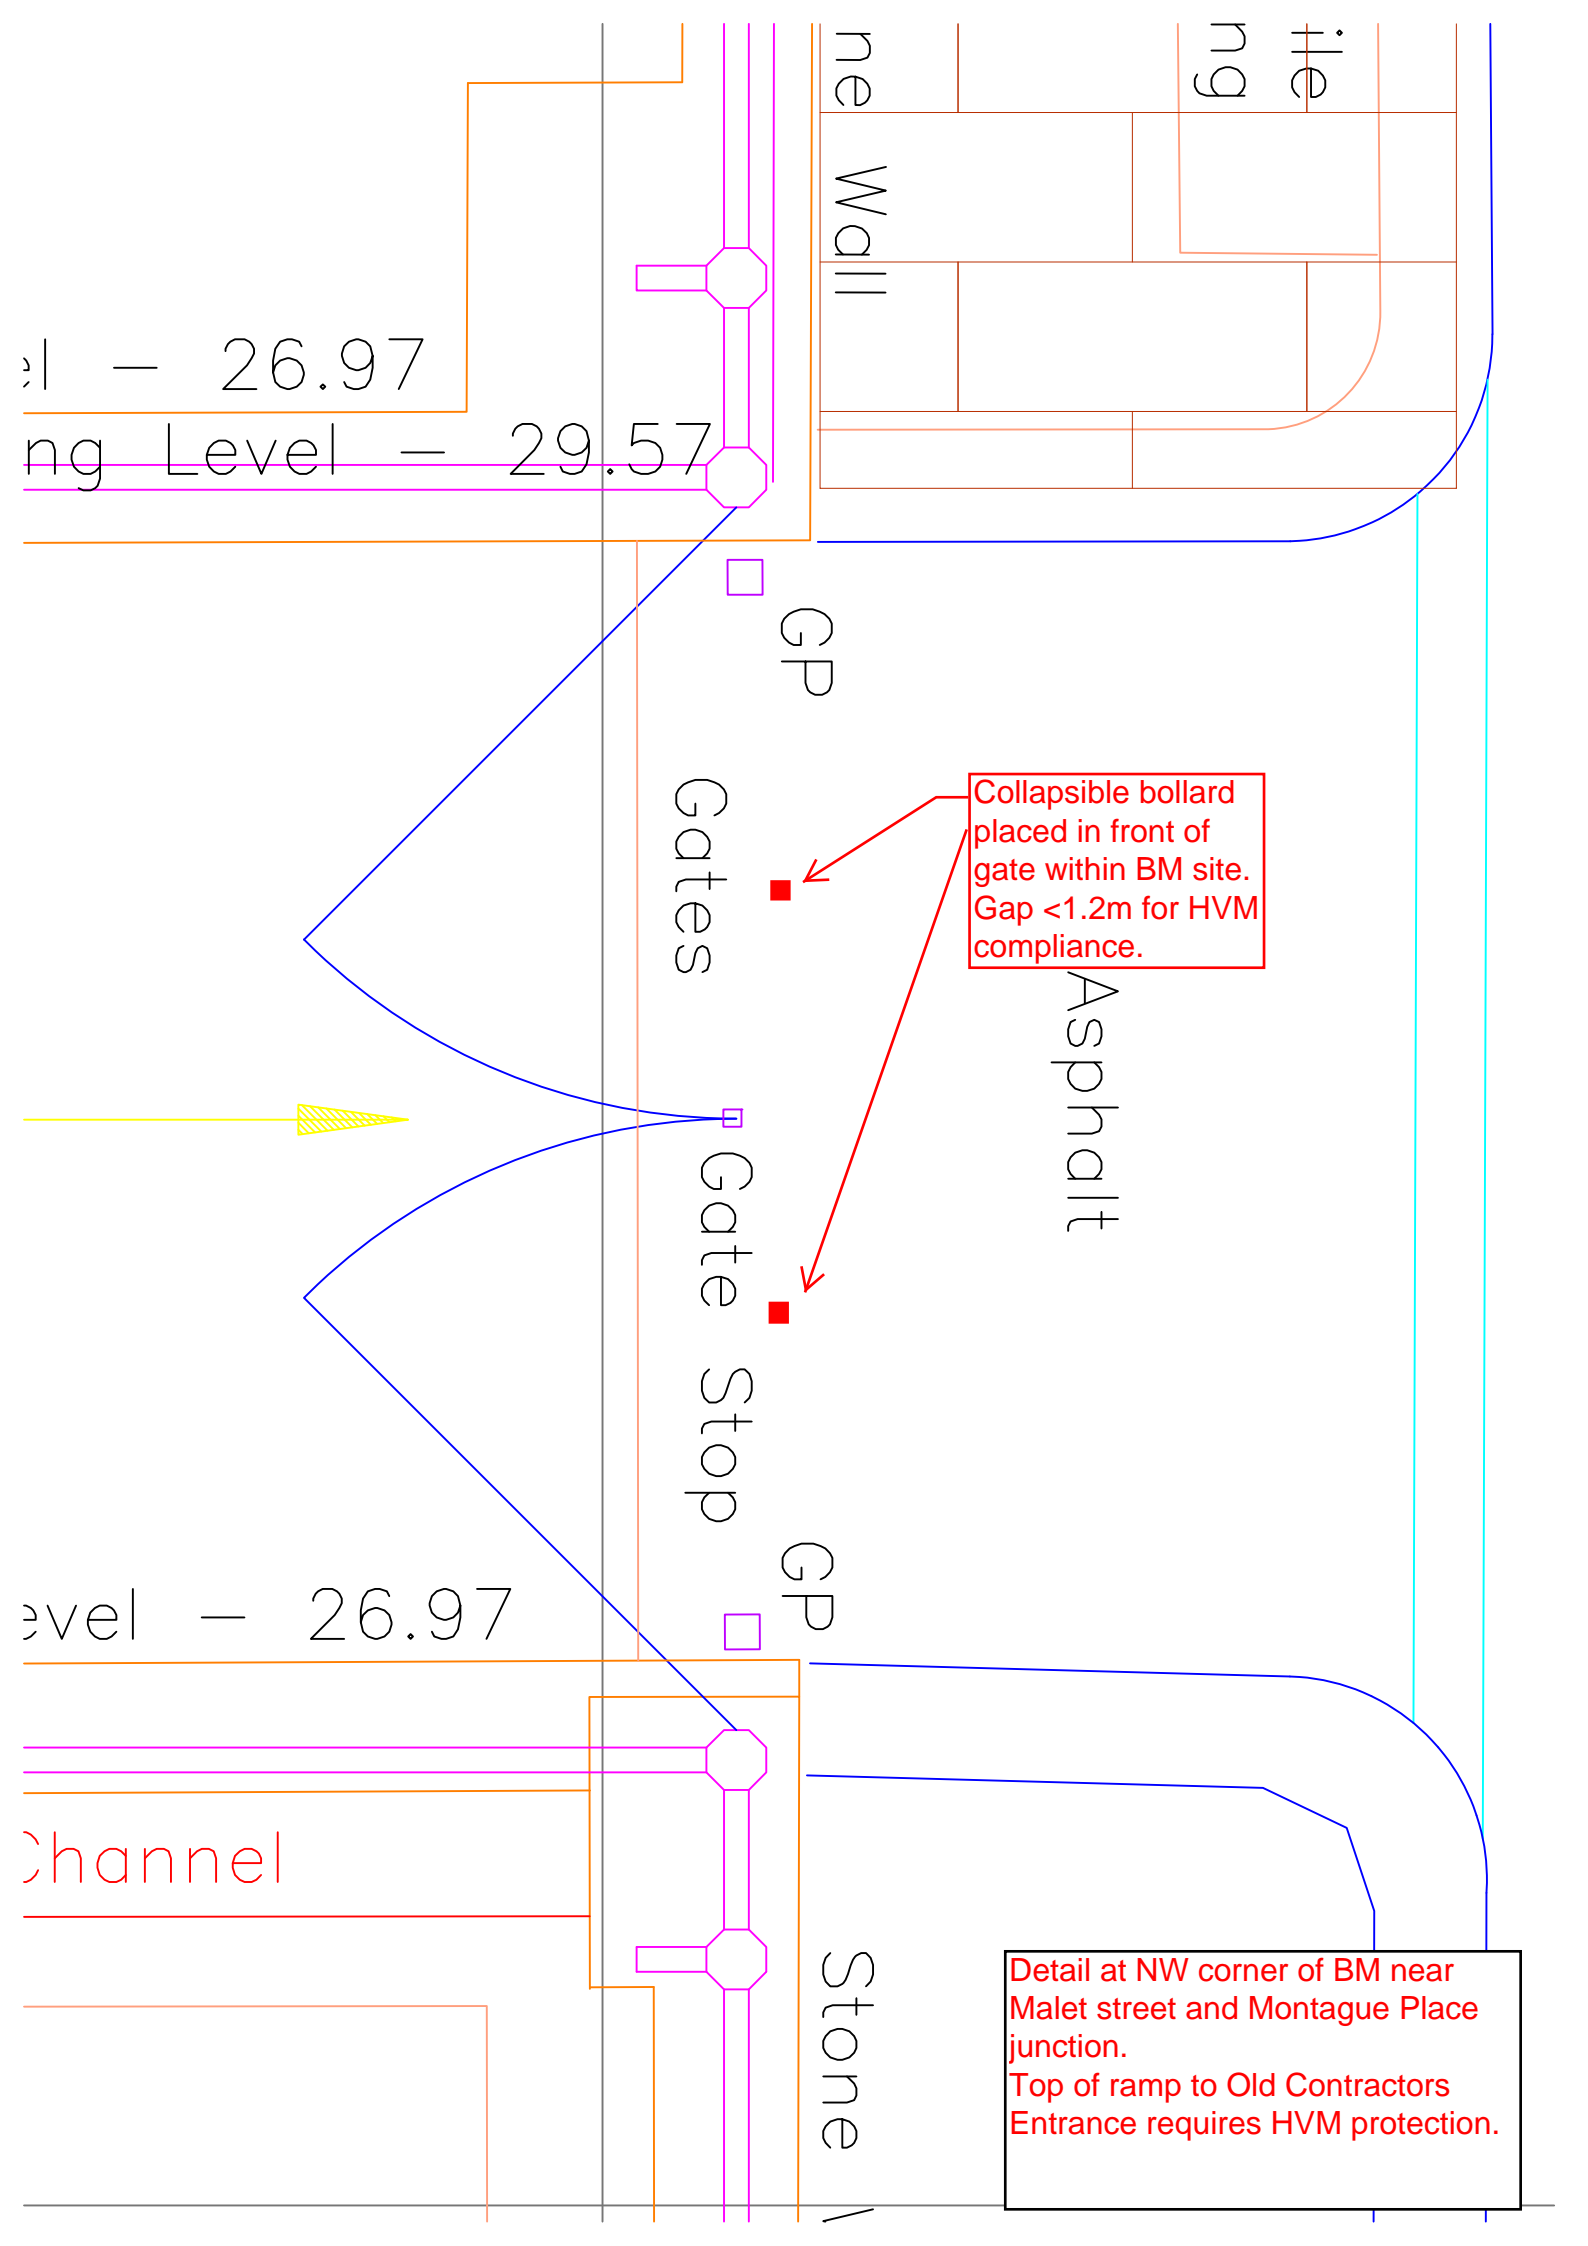 ne Wall
ng
ile
el - 26.97
ng Level - 29.57
GP
Gates
Collapsible bollard
placed in front of
gate within BM site.
Gap <1.2m for HVM
compliance.
Asphalt
Gate Stop
GP
evel - 26.97
Channel
Stone
Detail at NW corner of BM near
Malet street and Montague Place
junction.
Top of ramp to Old Contractors
Entrance requires HVM protection.